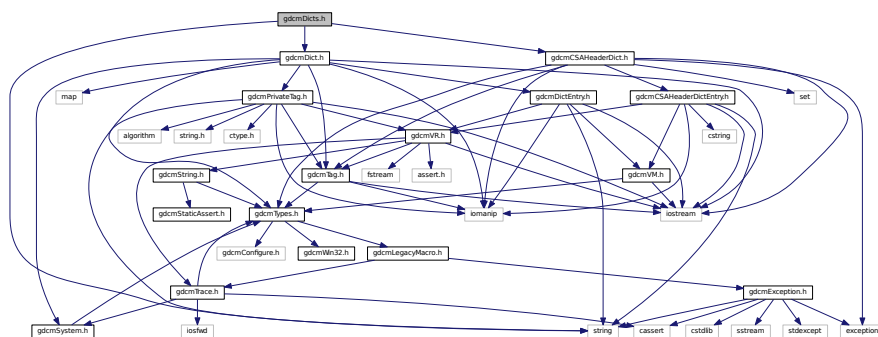 gdcmDicts.h
gdcmDict.h
gdcmCSAHeaderDict.h
map
gdcmPrivateTag.h
gdcmDictEntry.h
gdcmCSAHeaderDictEntry.h
set
algorithm
string.h
ctype.h
gdcmVR.h
cstring
gdcmString.h
gdcmTag.h
fstream
assert.h
gdcmVM.h
gdcmStaticAssert.h
gdcmTypes.h
iomanip
iostream
gdcmConfigure.h
gdcmWin32.h
gdcmLegacyMacro.h
gdcmTrace.h
gdcmException.h
gdcmSystem.h
iosfwd
string
cassert
cstdlib
sstream
stdexcept
exception